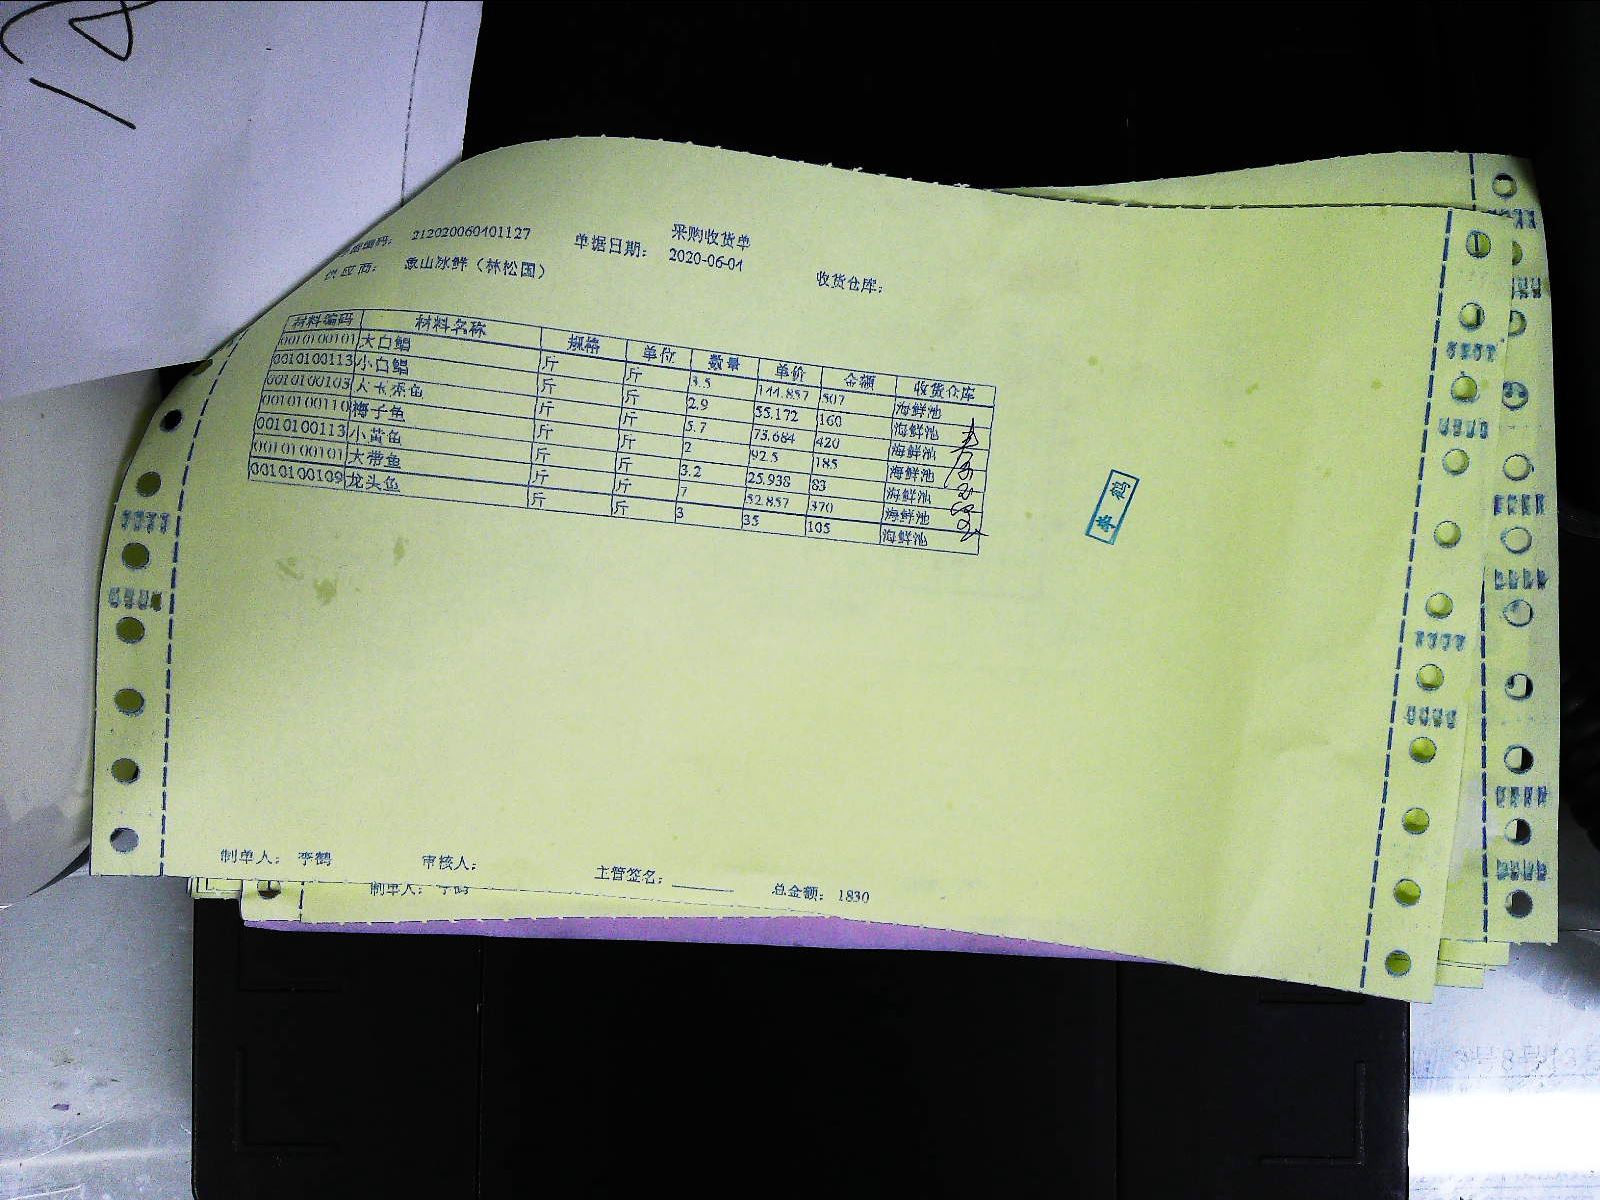 采购收货单
212020060401127 单据日期： 2020-06-04
供应商： 象山冰鲜（林松国） 收货仓库：
材料编码 材料名称 规格 单位 数量 单价 金额 收货仓库
0010100101 大白鲳 斤 斤 3.5 144.857 507 海鲜池
0010100113 小白鲳 斤 斤 2.9 55.172 160 海鲜池
0010100103 斤 斤 5.7 73.684 420 海鲜池
0010100110 梅子鱼 斤 斤 2 92.5 185 海鲜池
0010100113 小黄鱼 斤 斤 3.2 25.938 83 海鲜池
0010100101 大带鱼 斤 斤 7 52.857 370 海鲜池
0010100109 龙头鱼 斤 斤 3 35 105 海鲜池
李鹤
制单人： 李鹤 审核人： 主管签名： 总金额： 1830
制单人： 李鹤